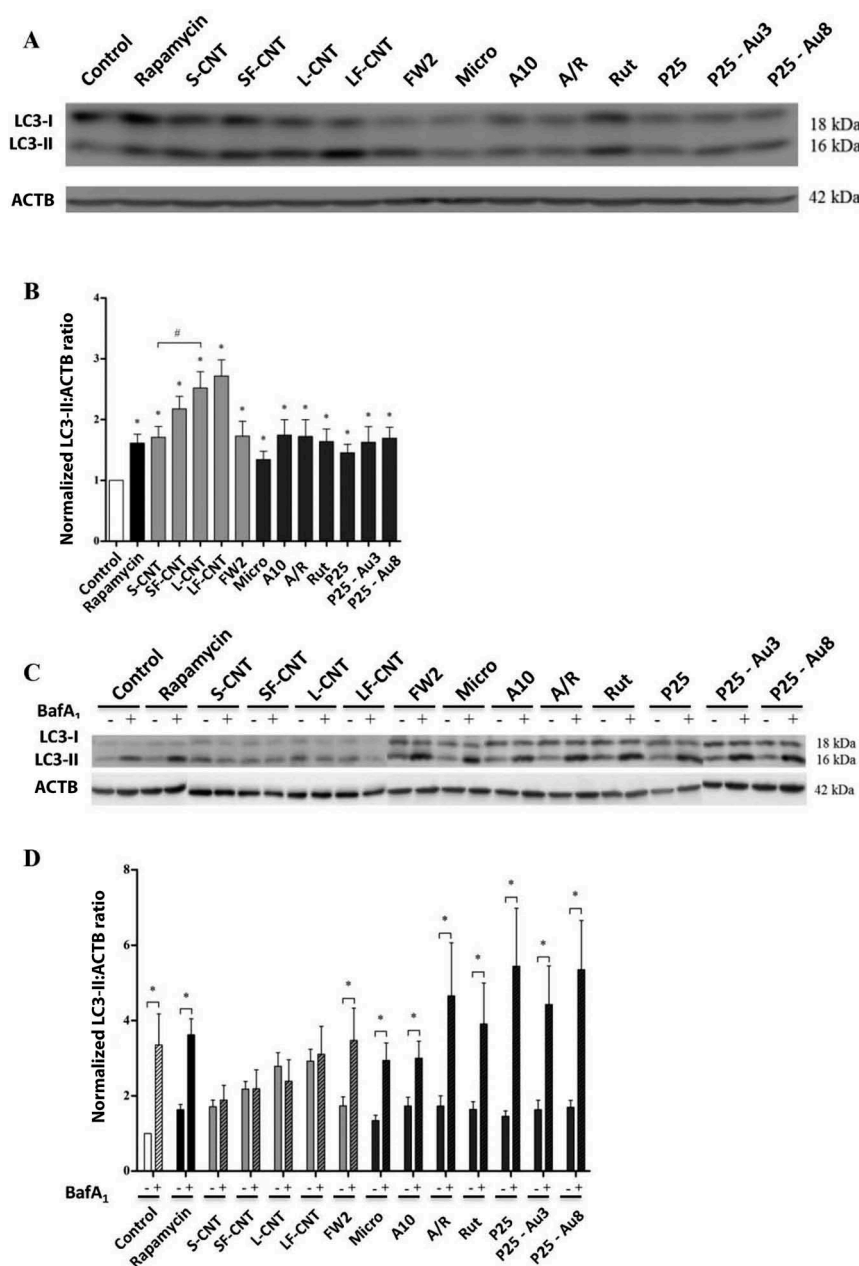 A
Control Rapamycin S-CNT SF-CNT L-CNT LF-CNT FW2 Micro A10 A/R Rut P25 P25 - Au3 P25 - Au8
LC3-I 18 kDa
LC3-II 16 kDa
ACTB 42 kDa
B
Normalized LC3-II:ACTB ratio
4
3
2
1
0
#
* * * * * * * * * * * * *
Control Rapamycin S-CNT SF-CNT L-CNT LF-CNT FW2 Micro A10 A/R Rut P25 P25 - Au3 P25 - Au8
C
Control Rapamycin S-CNT SF-CNT L-CNT LF-CNT FW2 Micro A10 A/R Rut P25 P25 - Au3 P25 - Au8
BafA₁ - + - + - + - + - + - + - + - + - + - + - + - + - + - +
LC3-I 18 kDa
LC3-II 16 kDa
ACTB 42 kDa
D
Normalized LC3-II:ACTB ratio
8
6
4
2
0
* * * * * * * * * *
BafA₁ - + - + - + - + - + - + - + - + - + - + - + - + - + - +
Control Rapamycin S-CNT SF-CNT L-CNT LF-CNT FW2 Micro A10 A/R Rut P25 P25 - Au3 P25 - Au8